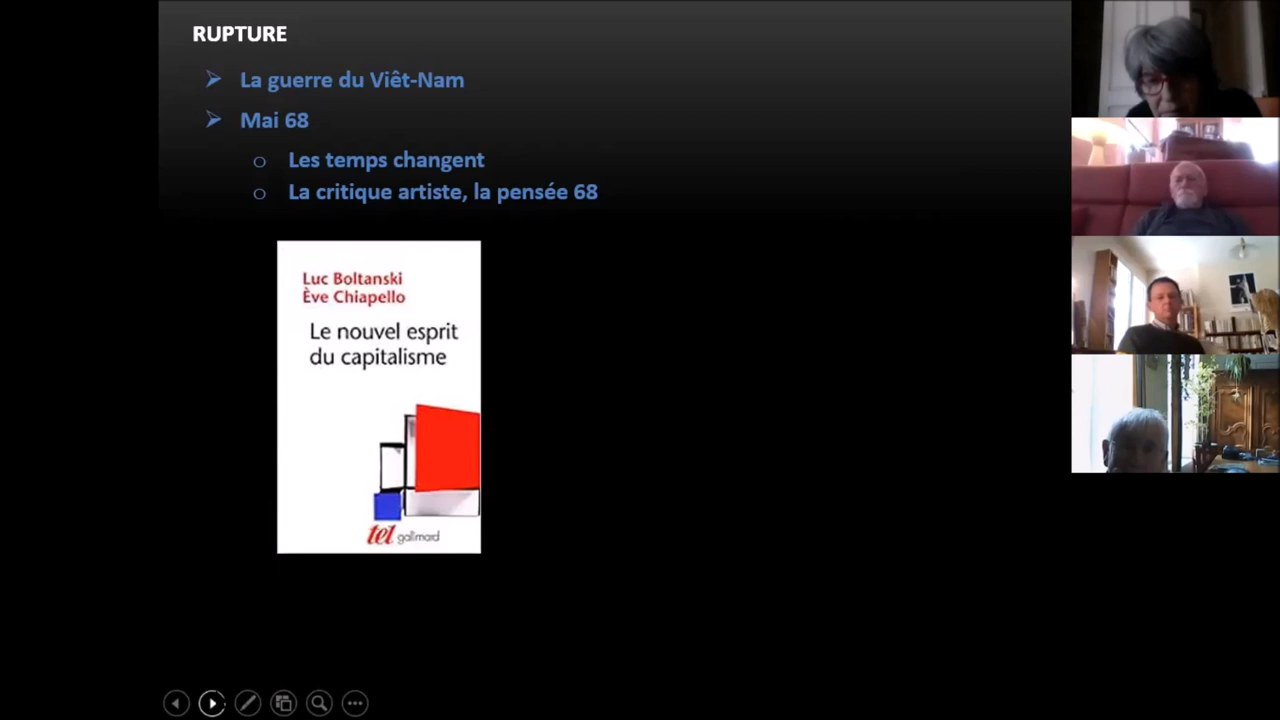 RUPTURE
La guerre du Viêt-Nam
Mai 68
Les temps changent
La critique artiste, la pensée 68
Luc Boltanski
Ève Chiapello
Le nouvel esprit
du capitalisme
tel gallimard